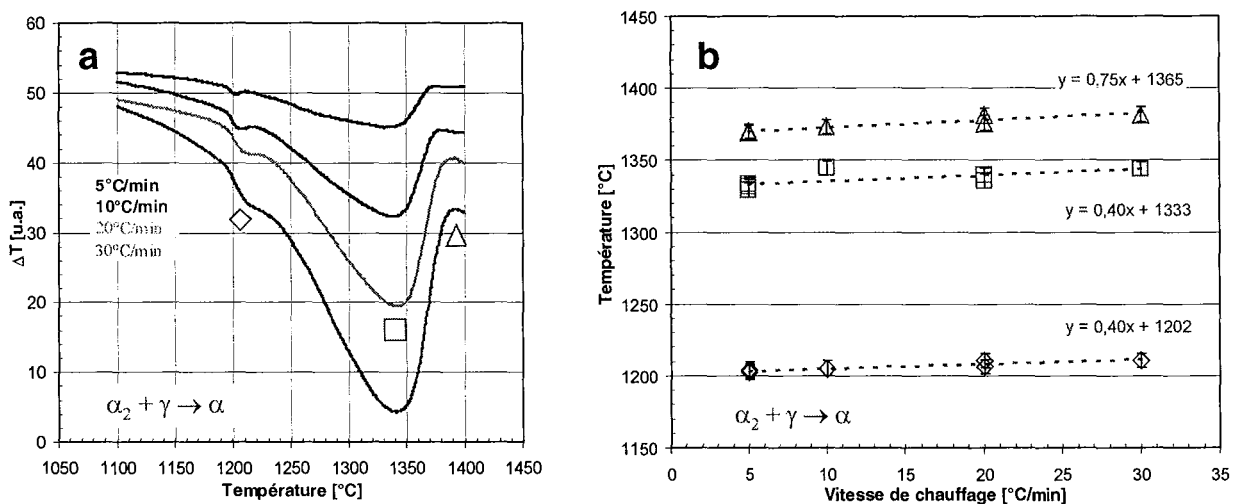 a
60
50
40
30
20
10
0
ΔT [u.a.]
5°C/min
10°C/min
20°C/min
30°C/min
α₂ + γ → α
1050 1100 1150 1200 1250 1300 1350 1400 1450
Température [°C]
b
1450
1400
1350
1300
1250
1200
1150
Température [°C]
y = 0,75x + 1365
y = 0,40x + 1333
y = 0,40x + 1202
α₂ + γ → α
0 5 10 15 20 25 30 35
Vitesse de chauffage [°C/min]